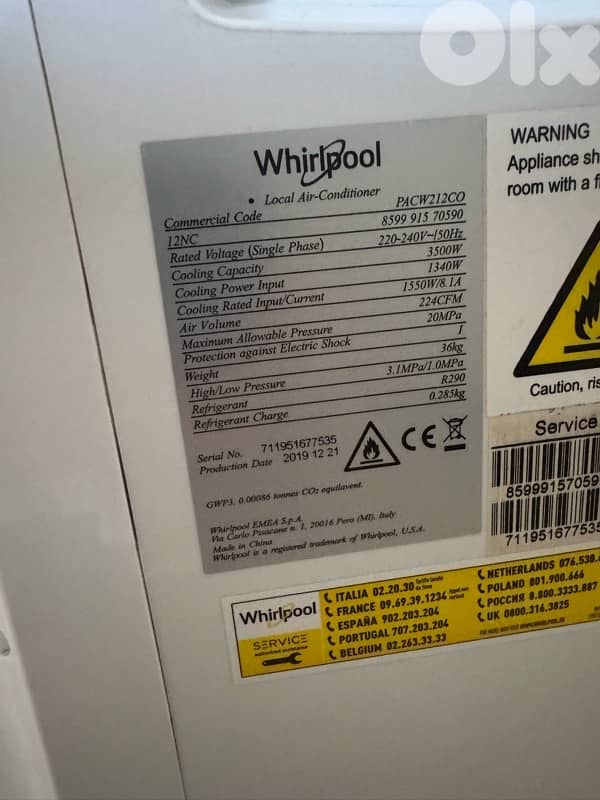 Olx
WARNING
Appliance sh
room with a f
Whirlpool
• Local Air-Conditioner
Commercial Code PACW212CO
12NC 8599 915 70590
Rated Voltage (Single Phase) 220-240V~/50Hz
Cooling Capacity 3500W
Cooling Power Input 1340W
Cooling Rated Input/Current 1550W/8.1A
Air Volume 224CFM
Maximum Allowable Pressure 20MPa
Protection against Electric Shock I
Weight 36kg
High/Low Pressure 3.1MPa/1.0MPa
Refrigerant R290
Refrigerant Charge 0.285kg
Serial No. 711951677535
Production Date 2019 12 21
CE
GWP3, 0.00086 tonnes CO₂ equilavent.
Whirlpool EMEA S.p.A.
Via Carlo Pisacane n. 1, 20016 Pero (MI), Italy
Made in China
Whirlpool is a registered trademark of Whirlpool, U.S.A.
Caution, ris
Service
85999157059
711951677535
Whirlpool
SERVICE
authorized assistance
ITALIA 02.20.30
FRANCE 09.69.39.1234
ESPAÑA 902.203.204
PORTUGAL 707.203.204
BELGIUM 02.263.33.33
NETHERLANDS 076.530.
POLAND 801.900.666
РОССИЯ 8.800.3333.887
UK 0800.316.3825